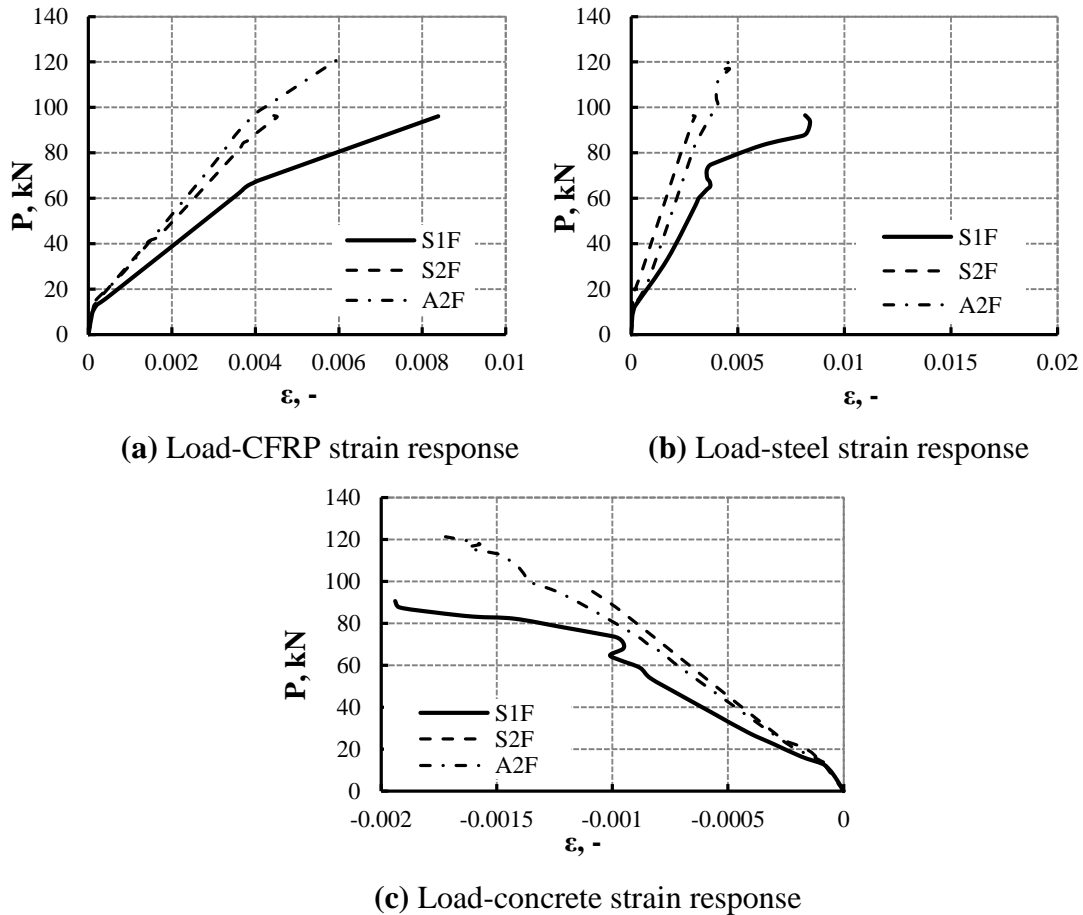 140
120
100
80
60
40
20
0
P, kN
S1F
S2F
A2F
0 0.002 0.004 0.006 0.008 0.01
ε, -
(a) Load-CFRP strain response
140
120
100
80
60
40
20
0
P, kN
S1F
S2F
A2F
0 0.005 0.01 0.015 0.02
ε, -
(b) Load-steel strain response
140
120
100
80
60
40
20
0
P, kN
S1F
S2F
A2F
-0.002 -0.0015 -0.001 -0.0005 0
ε, -
(c) Load-concrete strain response